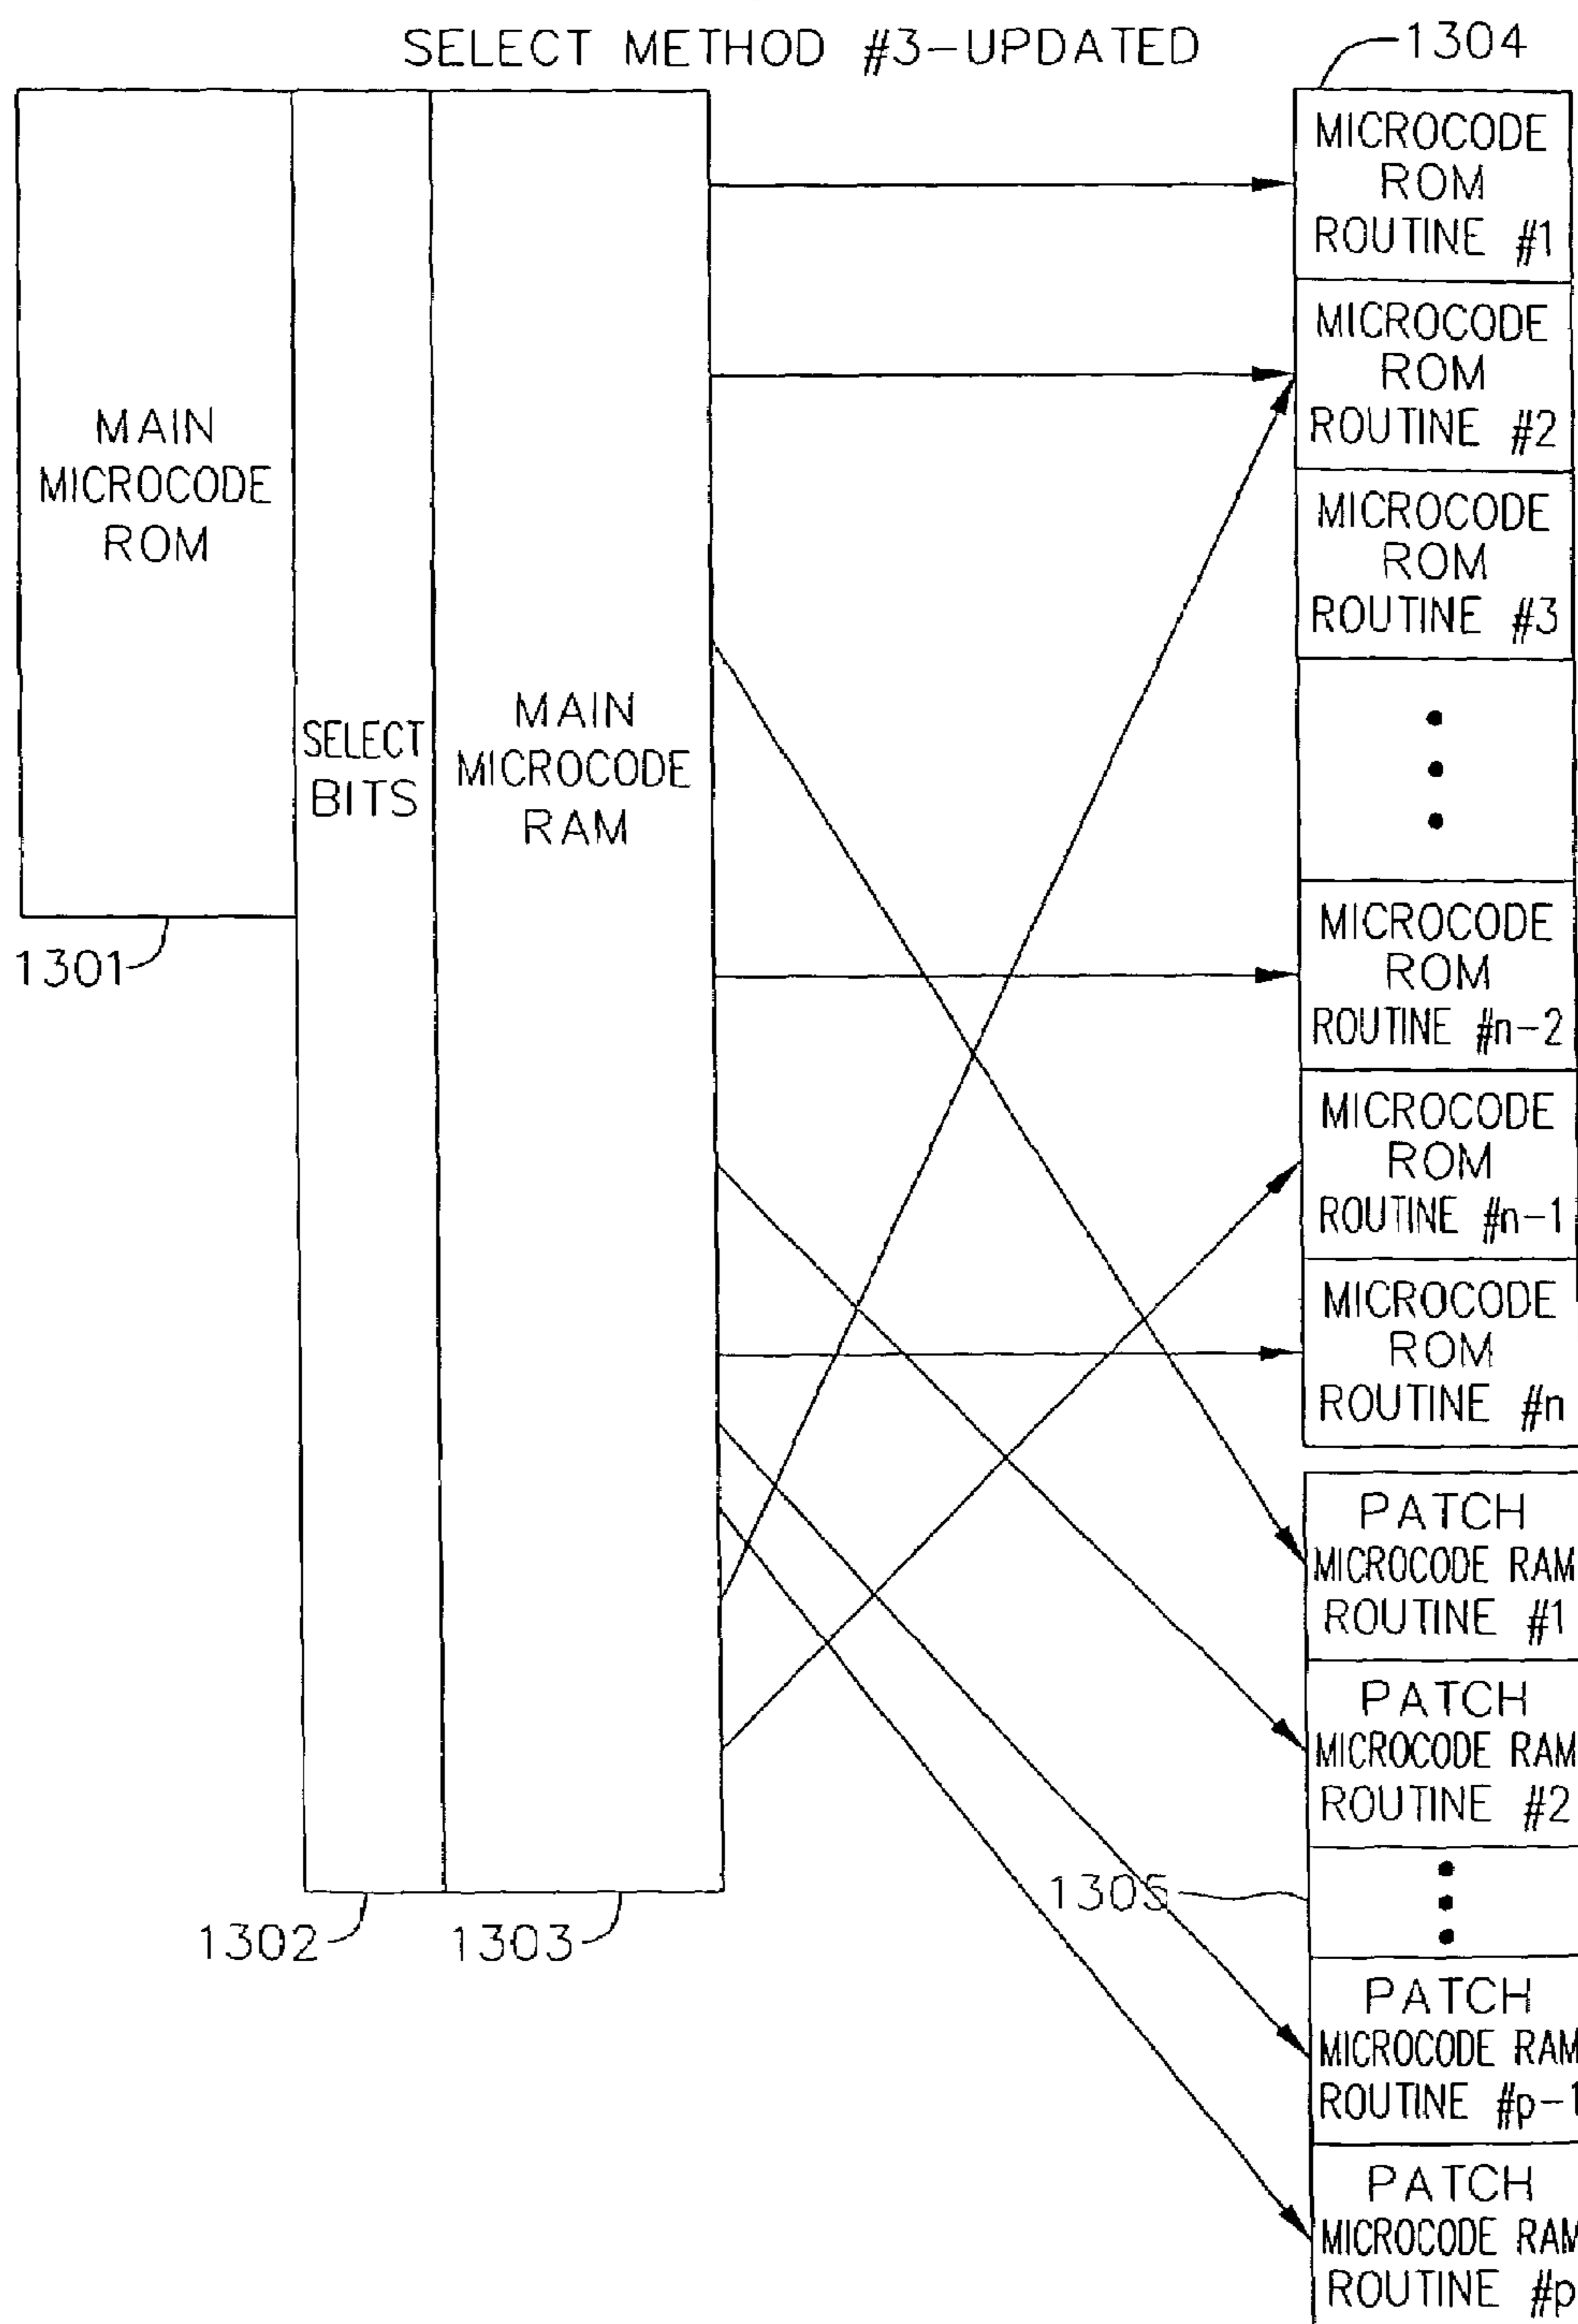 SELECT METHOD #3-UPDATED
1304
MAIN
MICROCODE
ROM
1301
SELECT
BITS
1302
MAIN
MICROCODE
RAM
1303
MICROCODE
ROM
ROUTINE #1
MICROCODE
ROM
ROUTINE #2
MICROCODE
ROM
ROUTINE #3
MICROCODE
ROM
ROUTINE #n-2
MICROCODE
ROM
ROUTINE #n-1
MICROCODE
ROM
ROUTINE #n
PATCH
MICROCODE RAM
ROUTINE #1
PATCH
MICROCODE RAM
ROUTINE #2
1305
PATCH
MICROCODE RAM
ROUTINE #p-1
PATCH
MICROCODE RAM
ROUTINE #p